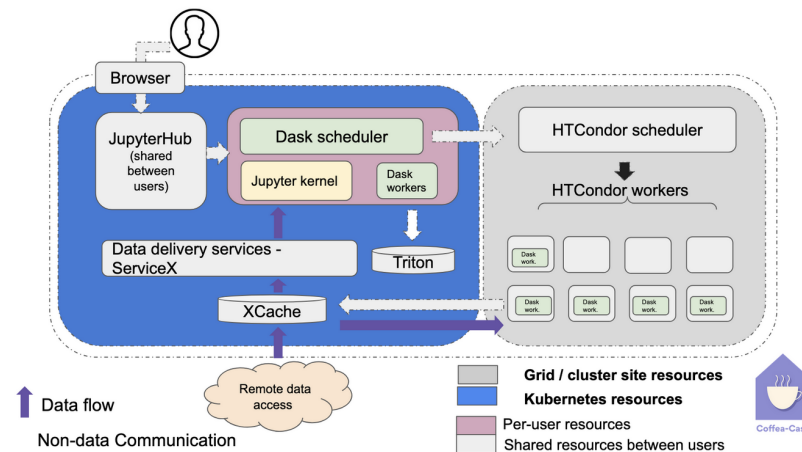 Browser
JupyterHub
(shared
between
users)
Dask scheduler
Jupyter kernel
Dask
workers
HTCondor scheduler
HTCondor workers
Data delivery services -
ServiceX
Triton
XCache
Dask
work.
Dask
work.
Dask
work.
Dask
work.
Dask
work.
Remote data
access
Data flow
Non-data Communication
Grid / cluster site resources
Kubernetes resources
Per-user resources
Shared resources between users